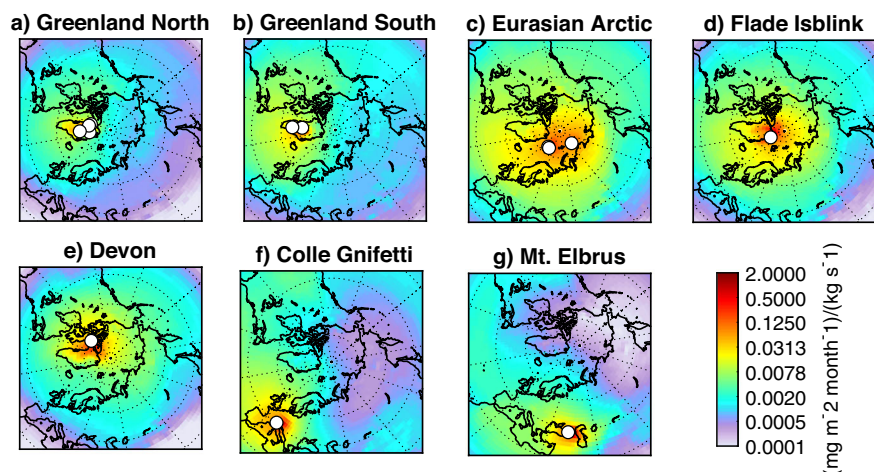 a) Greenland North
b) Greenland South
c) Eurasian Arctic
d) Flade Isblink
e) Devon
f) Colle Gnifetti
g) Mt. Elbrus
2.0000
0.5000
0.1250
0.0313
0.0078
0.0020
0.0005
0.0001
(mg m⁻2 month⁻1)/(kg s⁻1)